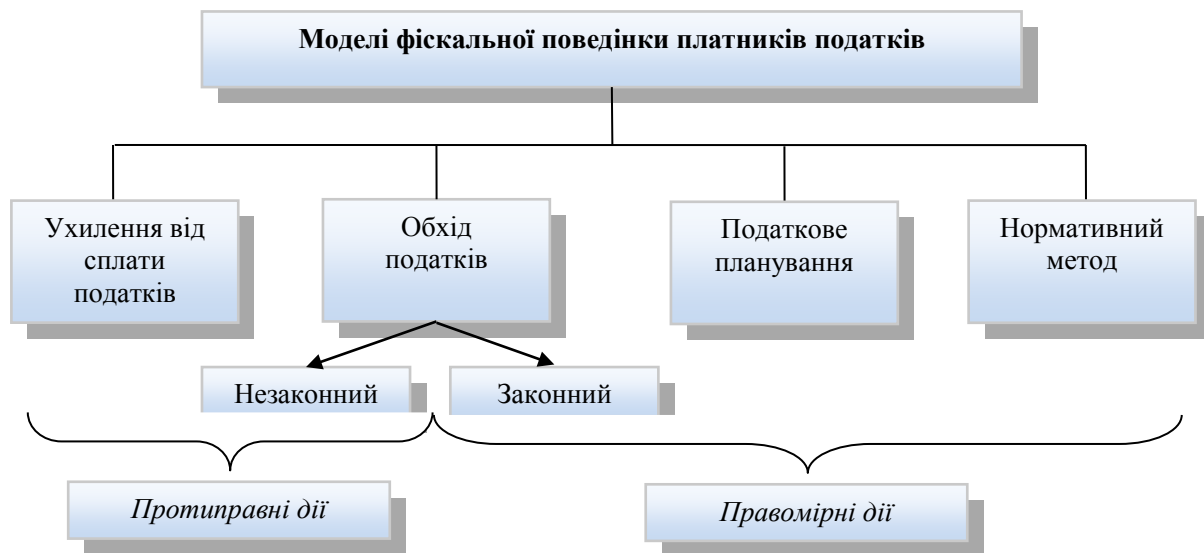 Моделі фіскальної поведінки платників податків
Ухилення від
сплати
податків
Обхід
податків
Податкове
планування
Нормативний
метод
Незаконний
Законний
Протиправні дії
Правомірні дії